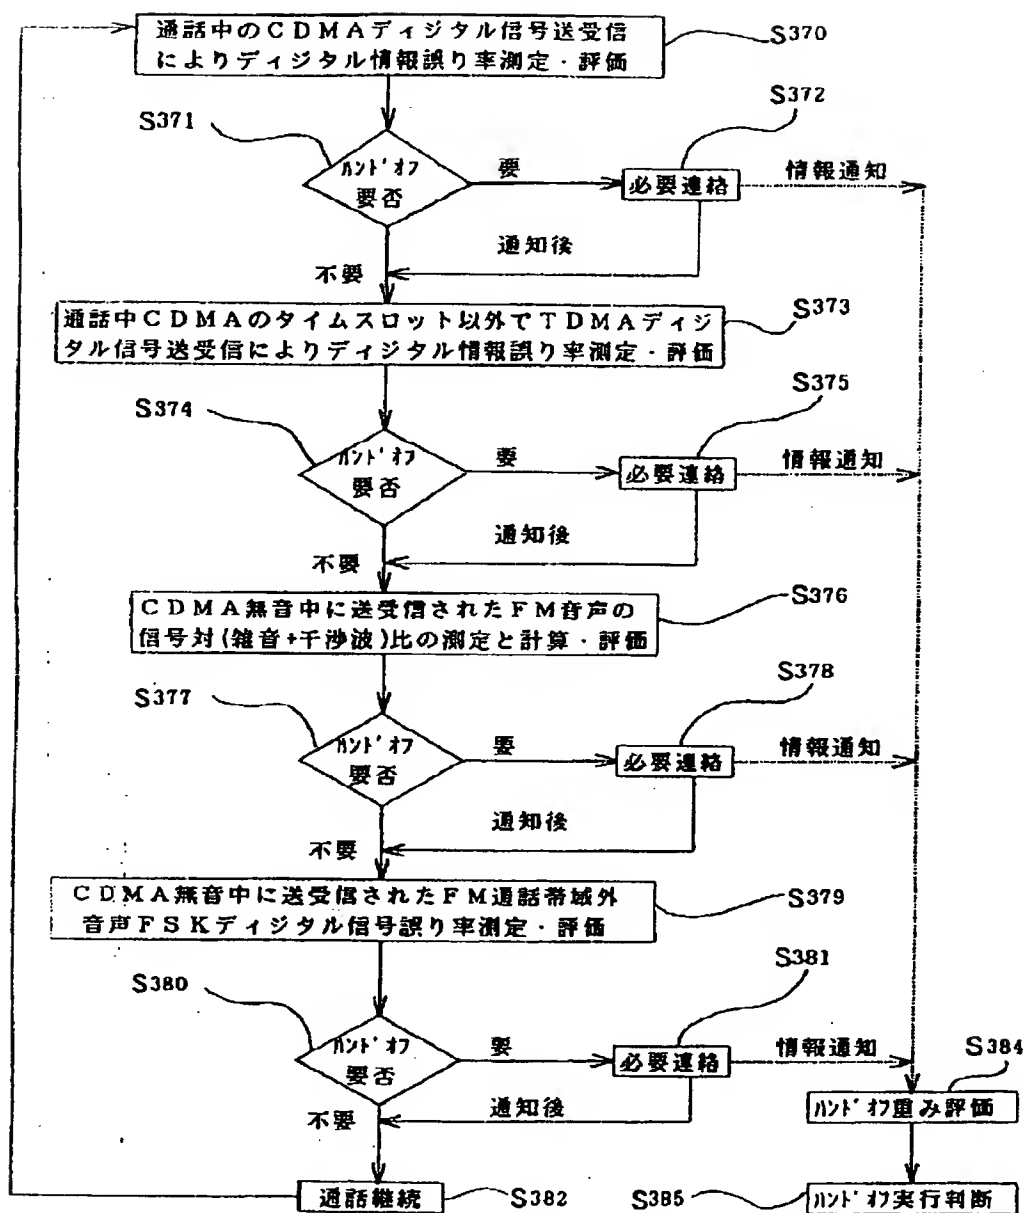 通話中のCDMAディジタル信号送受信
によりディジタル情報誤り率測定・評価
S370
S371
S372
ハンドオフ
要否
要
必要連絡
情報通知
通知後
不要
S373
通話中CDMAのタイムスロット以外でTDMAディジ
タル信号送受信によりディジタル情報誤り率測定・評価
S374
S375
ハンドオフ
要否
要
必要連絡
情報通知
通知後
不要
S376
CDMA無音中に送受信されたFM音声の
信号対(雑音+干渉波)比の測定と計算・評価
S377
S378
ハンドオフ
要否
要
必要連絡
情報通知
通知後
不要
S379
CDMA無音中に送受信されたFM通話帯域外
音声FSKディジタル信号誤り率測定・評価
S380
S381
ハンドオフ
要否
要
必要連絡
情報通知
S384
通知後
不要
ハンドオフ重み評価
通話継続
S382
S385
ハンドオフ実行判断